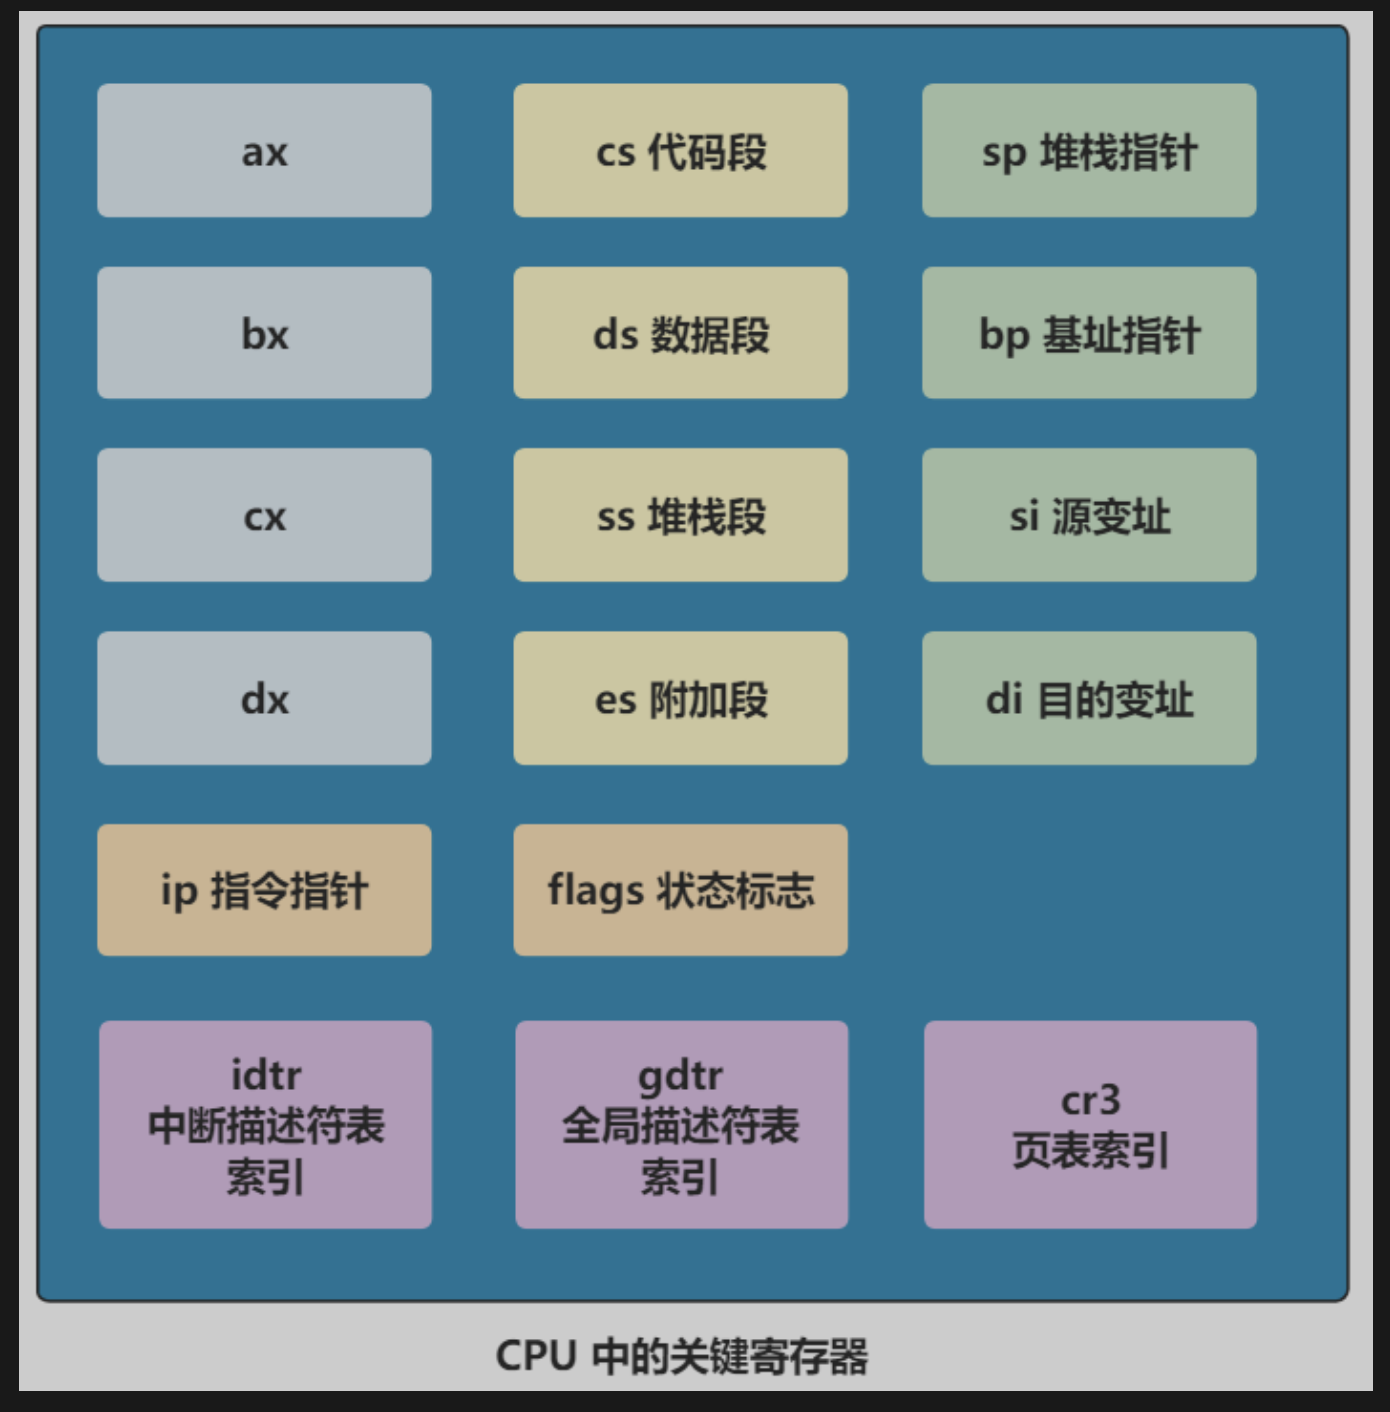 ax
cs 代码段
sp 堆栈指针
bx
ds 数据段
bp 基址指针
cx
ss 堆栈段
si 源变址
dx
es 附加段
di 目的变址
ip 指令指针
flags 状态标志
idtr
中断描述符表
索引
gdtr
全局描述符表
索引
cr3
页表索引
CPU 中的关键寄存器